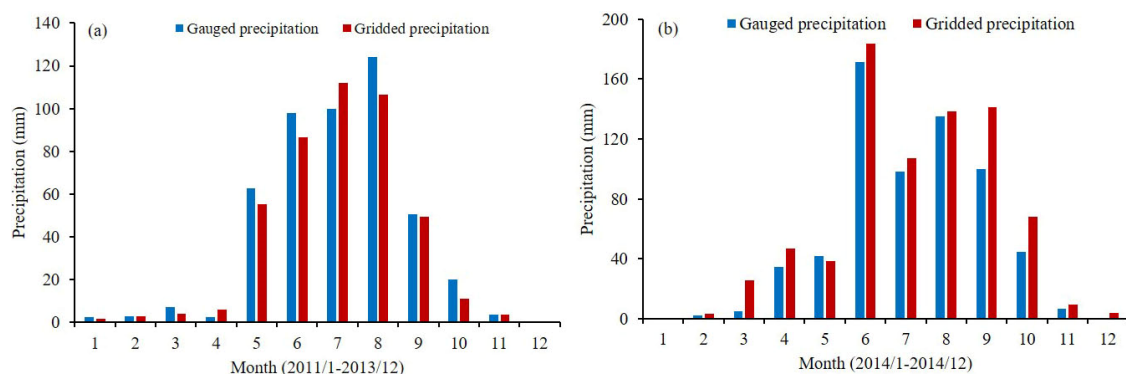 (a)
Gauged precipitation Gridded precipitation
Precipitation (mm)
140
120
100
80
60
40
20
0
1 2 3 4 5 6 7 8 9 10 11 12
Month (2011/1-2013/12)
(b)
Gauged precipitation Gridded precipitation
Precipitation (mm)
200
160
120
80
40
0
1 2 3 4 5 6 7 8 9 10 11 12
Month (2014/1-2014/12)